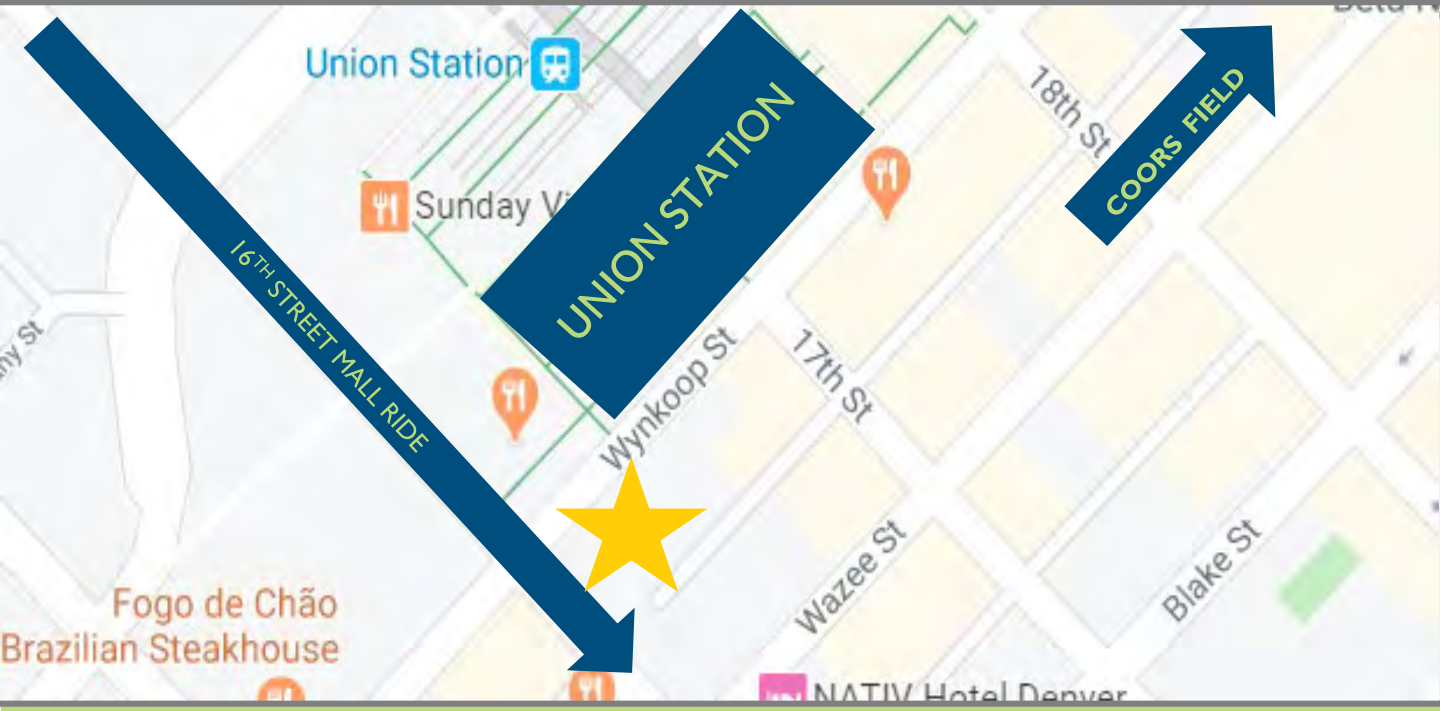 Union Station
18th St
COORS FIELD
UNION STATION
Sunday
16TH STREET MALL RIDE
Wynkoop St
17th St
Wazee St
Blake St
Fogo de Chão
Brazilian Steakhouse
NATIV Hotel Denver